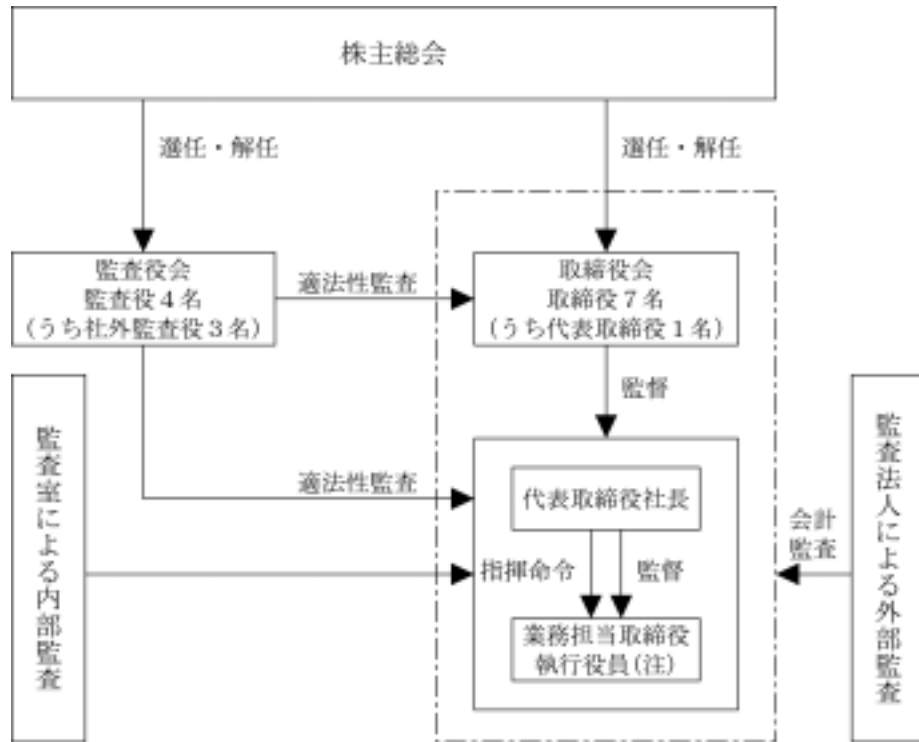 株主総会
選任・解任
選任・解任
監査役会
監査役4名
(うち社外監査役3名)
適法性監査
取締役会
取締役7名
(うち代表取締役1名)
監督
監査室による内部監査
適法性監査
代表取締役社長
指揮命令
監督
業務担当取締役
執行役員(注)
会計
監査
監査法人による外部監査